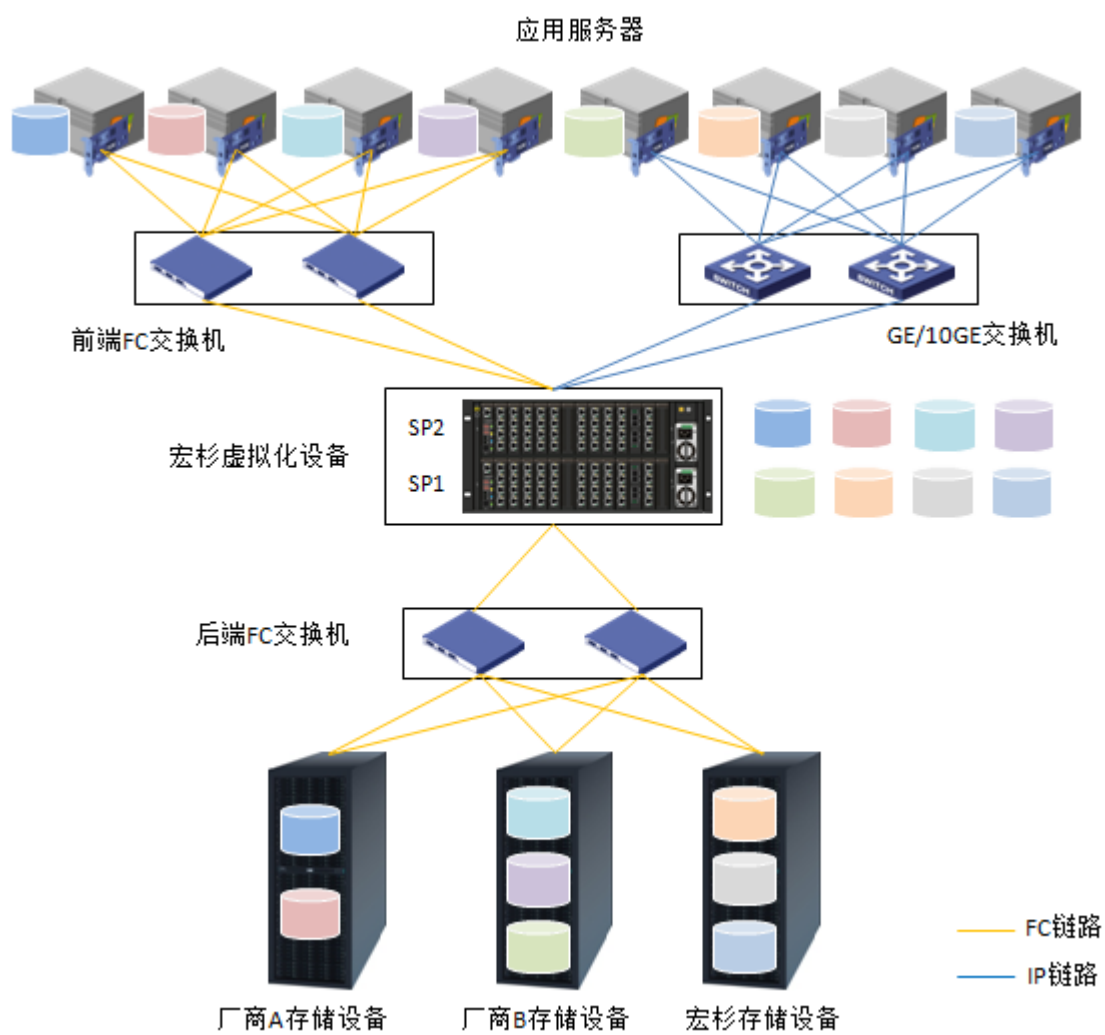 应用服务器
SWITCH
SWITCH
前端FC交换机
GE/10GE交换机
SP2
宏杉虚拟化设备
SP1
后端FC交换机
FC链路
IP链路
厂商A存储设备
厂商B存储设备
宏杉存储设备